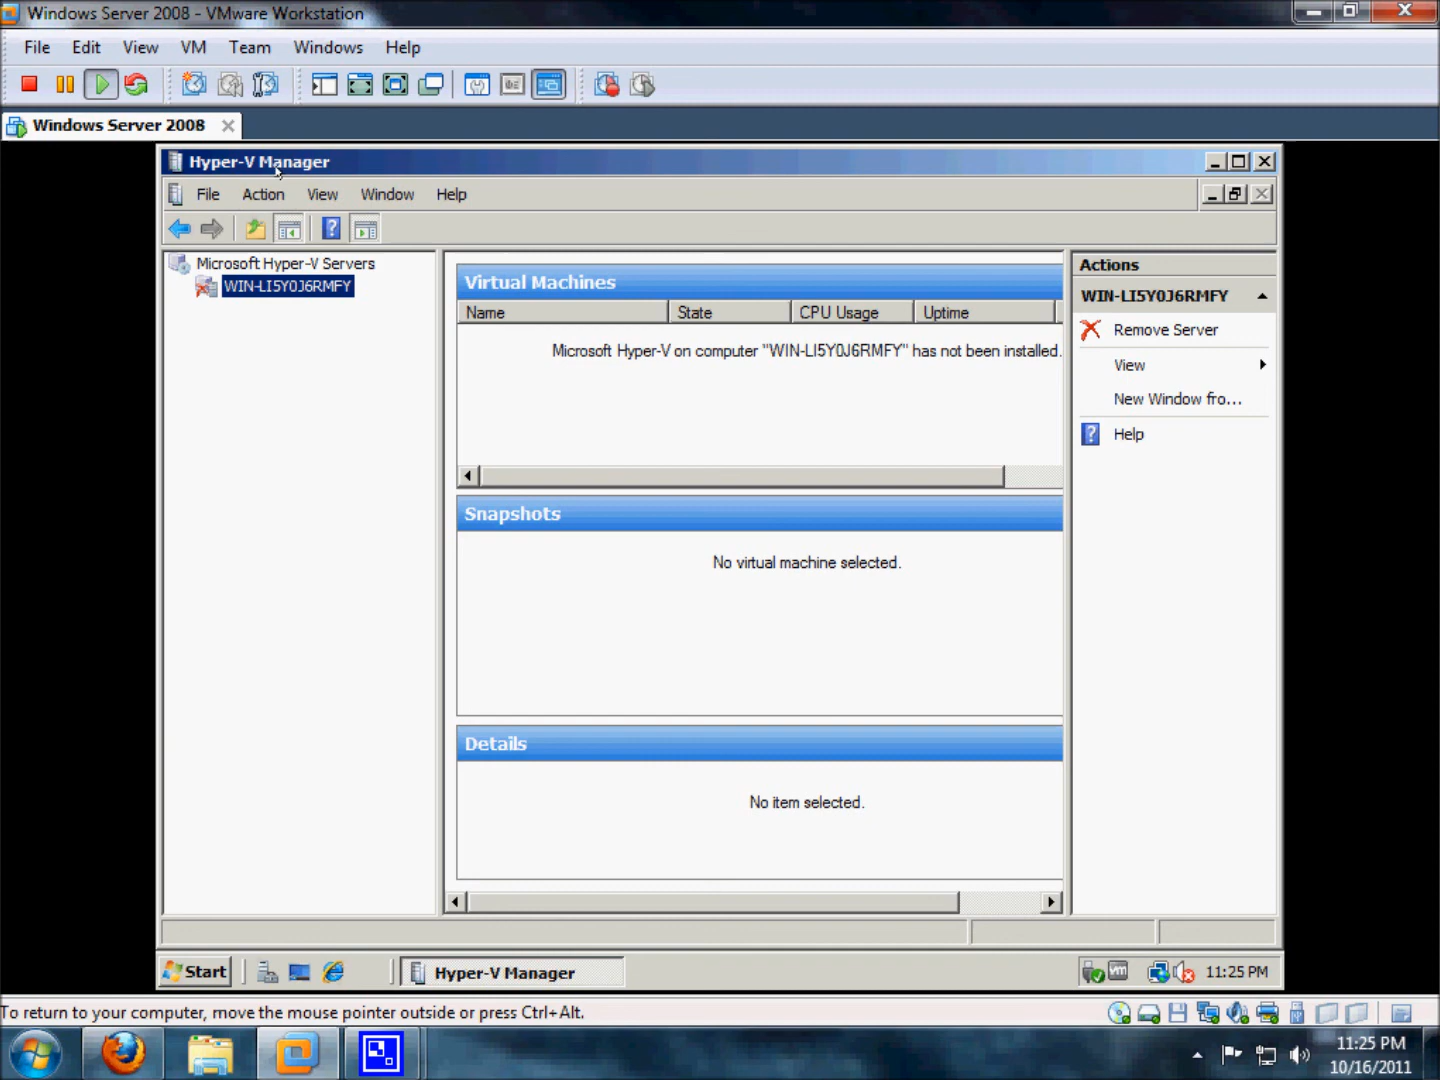 Windows Server 2008 - VMware Workstation
File Edit View VM Team Windows Help
Windows Server 2008
Hyper-V Manager
File Action View Window Help
Microsoft Hyper-V Servers
WIN-LI5Y0J6RMFY
Virtual Machines
Name State CPU Usage Uptime
Microsoft Hyper-V on computer "WIN-LI5Y0J6RMFY" has not been installed.
Snapshots
No virtual machine selected.
Details
No item selected.
Actions
WIN-LI5Y0J6RMFY
Remove Server
View
New Window fro...
Help
Start
Hyper-V Manager
vm
11:25 PM
To return to your computer, move the mouse pointer outside or press Ctrl+Alt.
11:25 PM
10/16/2011